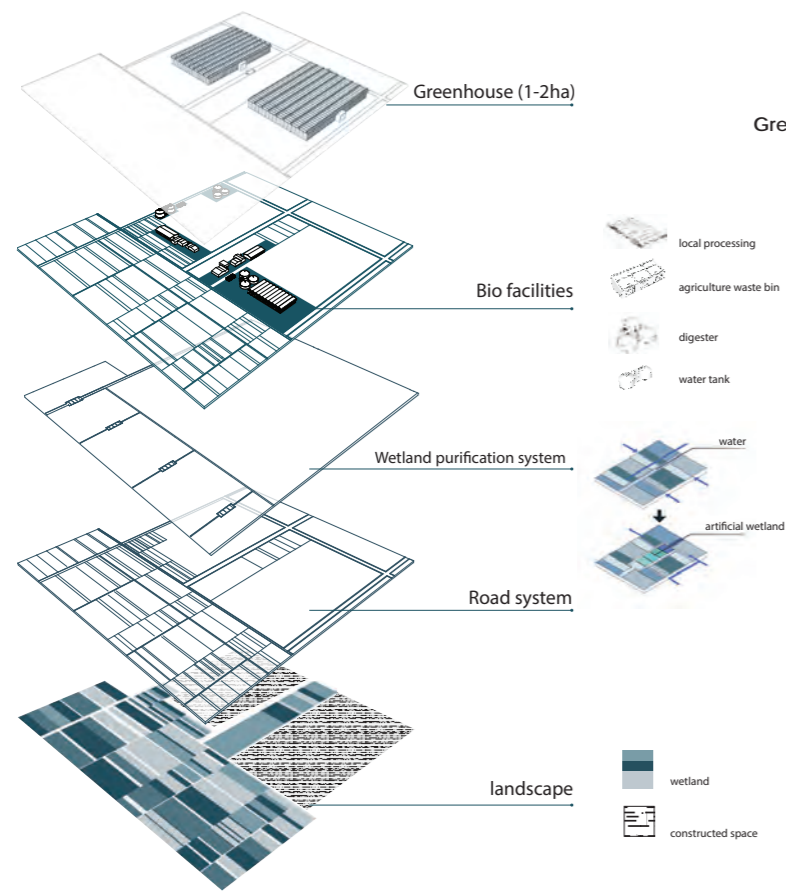 Greenhouse (1-2ha)
Gre
local processing
agriculture waste bin
Bio facilities
digester
water tank
water
Wetland purification system
artificial wetland
Road system
landscape
wetland
constructed space